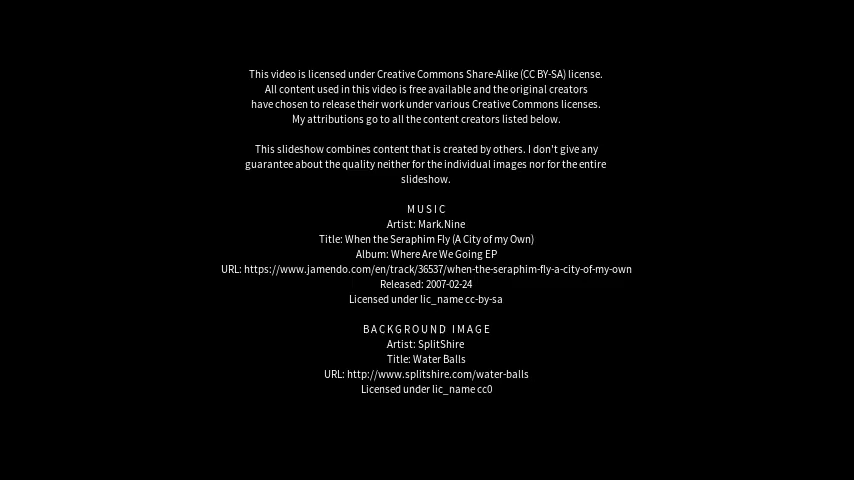 This video is licensed under Creative Commons Share-Alike (CC BY-SA) license.
All content used in this video is free available and the original creators
have chosen to release their work under various Creative Commons licenses.
My attributions go to all the content creators listed below.
This slideshow combines content that is created by others. I don't give any
guarantee about the quality neither for the individual images nor for the entire
slideshow.
M U S I C
Artist: Mark.Nine
Title: When the Seraphim Fly (A City of my Own)
Album: Where Are We Going EP
URL: https://www.jamendo.com/en/track/36537/when-the-seraphim-fly-a-city-of-my-own
Released: 2007-02-24
Licensed under lic_name cc-by-sa
B A C K G R O U N D   I M A G E
Artist: SplitShire
Title: Water Balls
URL: http://www.splitshire.com/water-balls
Licensed under lic_name cc0